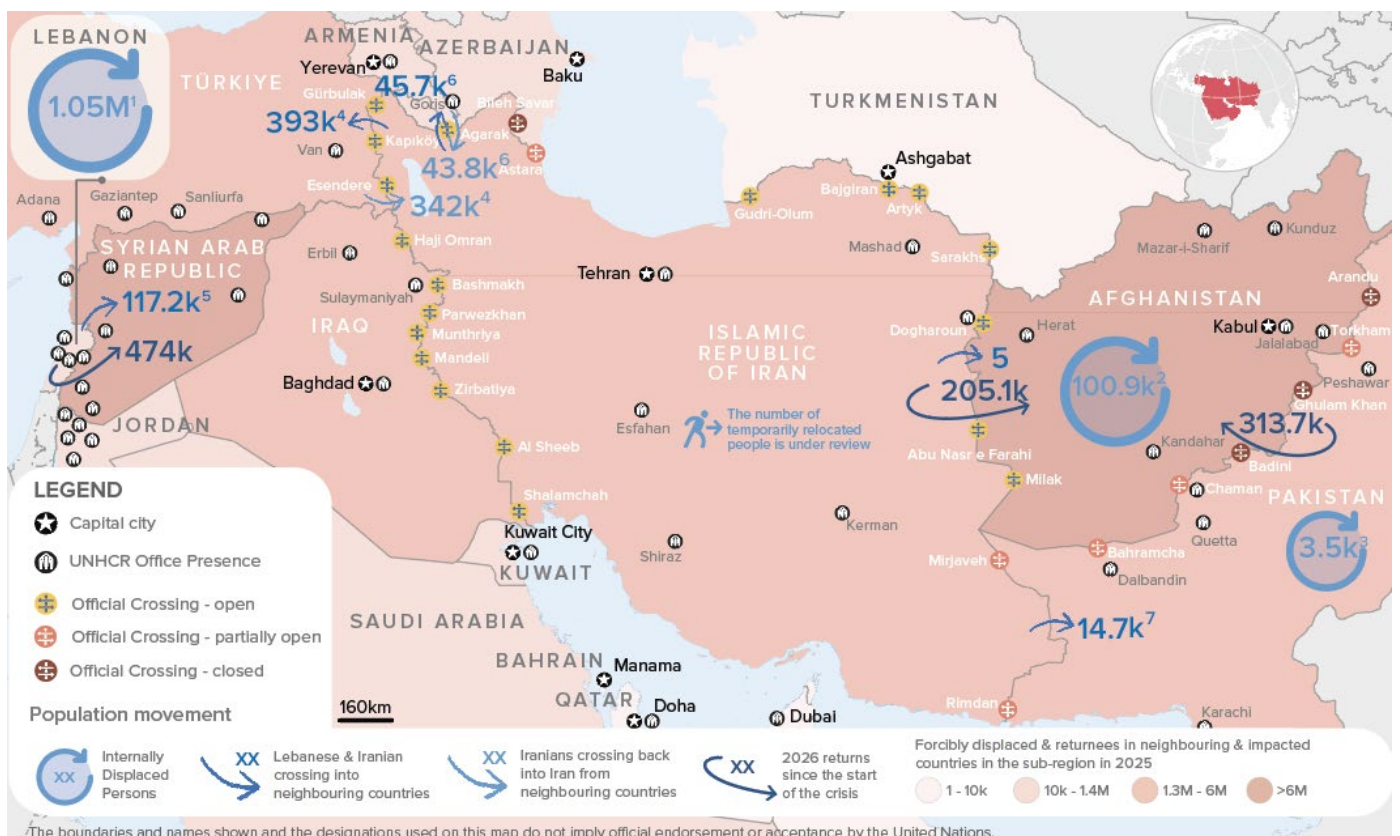 LEBANON
1.05M¹
ARMENIA
AZERBAIJAN
Yerevan
Baku
TÜRKIYE
Gürbulak
45.7k⁶
Goris
Bileh Savar
393k⁴
Kapıköy
Agarak
Van
43.8k⁶
Astara
Esendere
342k⁴
TURKMENISTAN
Ashgabat
Bajgiran
Artyk
Gudri-Olum
Adana
Gaziantep
Sanliurfa
Haji Omran
Mashad
Sarakhs
Mazar-i-Sharif
Kunduz
SYRIAN ARAB
REPUBLIC
Erbil
Tehran
Arandu
Sulaymaniyah
Bashmakh
117.2k⁵
AFGHANISTAN
IRAQ
Parwezkhan
Munthriya
ISLAMIC
REPUBLIC
OF IRAN
Dogharoun
Herat
Kabul
Jalalabad
Torkham
474k
Mandeli
5
Peshawar
Baghdad
Zirbatiya
205.1k
100.9k²
Ghulam Khan
JORDAN
Esfahan
The number of
temporarily relocated
people is under review
313.7k
Al Sheeb
Abu Nasr e Farahi
Kandahar
Badini
Milak
Chaman
PAKISTAN
Shalamchah
Kerman
Quetta
3.5k³
Kuwait City
Shiraz
Mirjaveh
Bahramcha
KUWAIT
Dalbandin
SAUDI ARABIA
14.7k⁷
BAHRAIN
Manama
QATAR
Doha
Dubai
Rimdan
Karachi
160km
LEGEND
Capital city
UNHCR Office Presence
Official Crossing - open
Official Crossing - partially open
Official Crossing - closed
Population movement
XX
Internally
Displaced
Persons
XX
Lebanese & Iranian
crossing into
neighbouring countries
XX
Iranians crossing back
into Iran from
neighbouring countries
XX
2026 returns
since the start
of the crisis
Forcibly displaced & returnees in neighbouring & impacted
countries in the sub-region in 2025
1 - 10k
10k - 1.4M
1.3M - 6M
>6M
The boundaries and names shown and the designations used on this map do not imply official endorsement or acceptance by the United Nations.